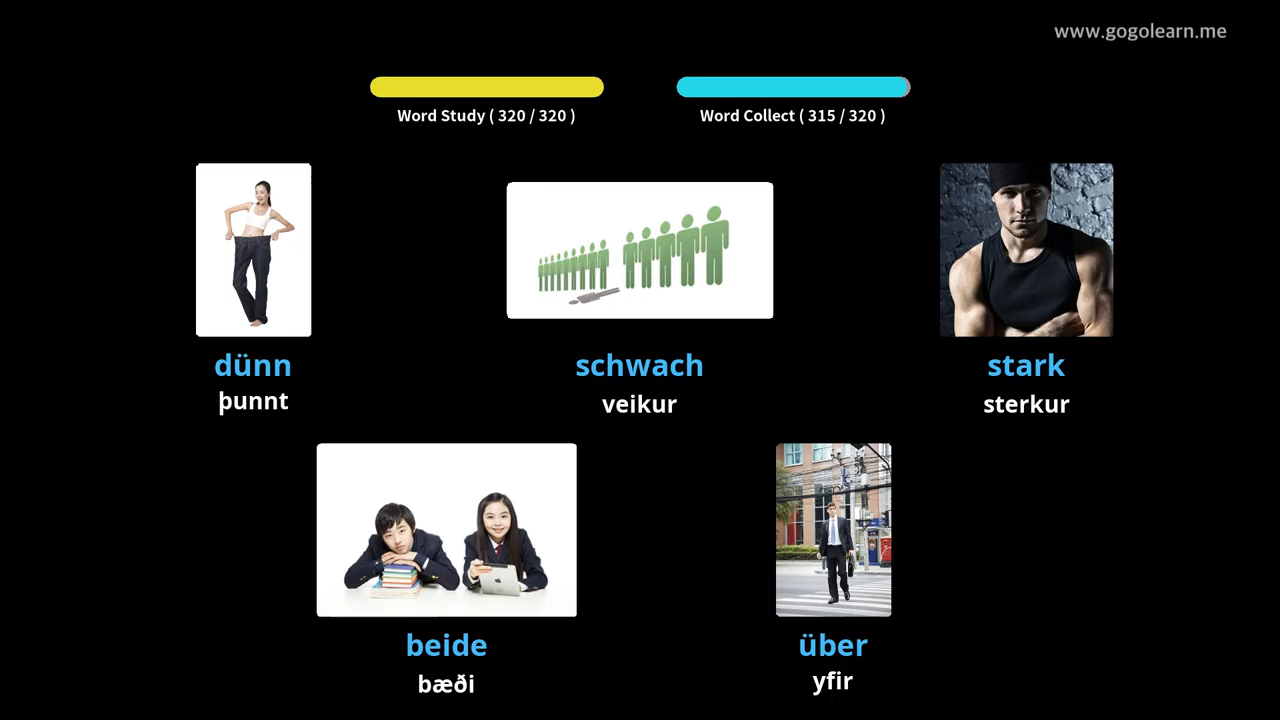 www.gogolearn.me
Word Study ( 320 / 320 )
Word Collect ( 315 / 320 )
dünn
þunnt
schwach
veikur
stark
sterkur
beide
bæði
über
yfir